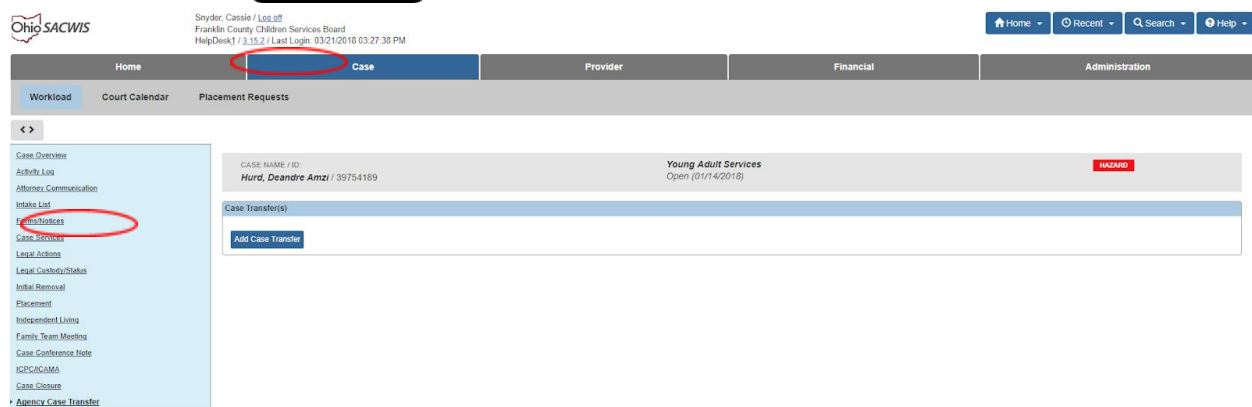 Ohio SACWIS
Snyder, Cassie / Log off
Franklin County Children Services Board
HelpDesk1 / 3.15.2 / Last Login: 03/21/2018 03:27:38 PM
Home
Recent
Search
Help
Home Case Provider Financial Administration
Workload Court Calendar Placement Requests
<>
Case Overview
Activity Log
Attorney Communication
Intake List
Forms/Notices
Case Services
Legal Actions
Legal Custody/Status
Initial Removal
Placement
Independent Living
Family Team Meeting
Case Conference Note
ICPC/ICAMA
Case Closure
Agency Case Transfer
CASE NAME / ID:
Hurd, Deandre Amzi / 39754189
Young Adult Services
Open (01/14/2018)
HAZARD
Case Transfer(s)
Add Case Transfer